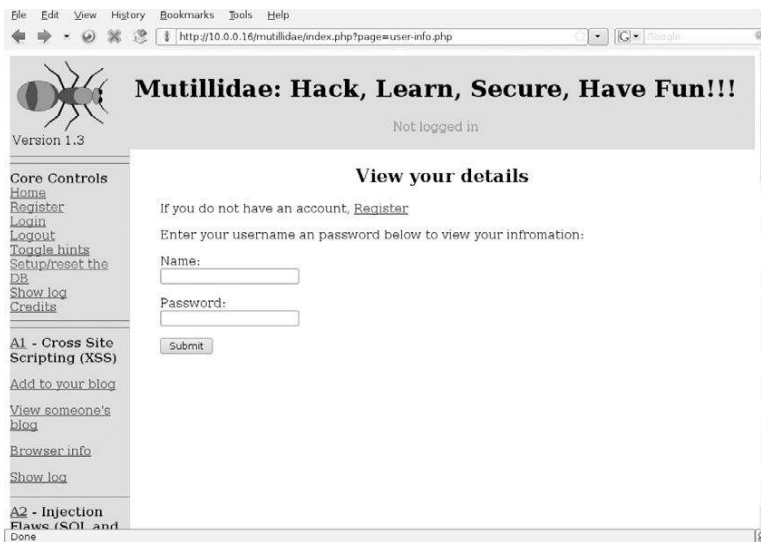 File Edit View History Bookmarks Tools Help
http://10.0.0.16/mutillidae/index.php?page=user-info.php
G Google
Mutillidae: Hack, Learn, Secure, Have Fun!!!
Not logged in
Version 1.3
Core Controls
Home
Register
Login
Logout
Toggle hints
Setup/reset the
DB
Show log
Credits
A1 - Cross Site
Scripting (XSS)
Add to your blog
View someone's
blog
Browser info
Show log
A2 - Injection
Flaws (SQL and
View your details
If you do not have an account, Register
Enter your username an password below to view your infromation:
Name:
Password:
Submit
Done